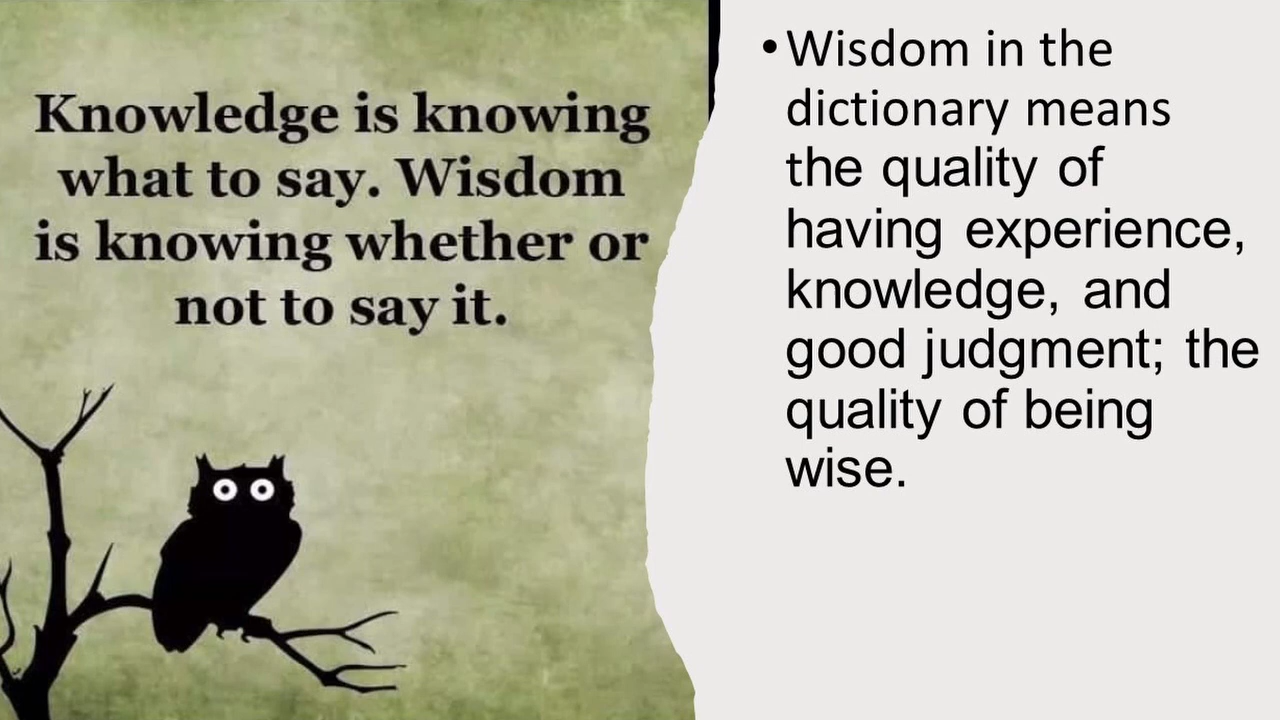 Knowledge is knowing
what to say. Wisdom
is knowing whether or
not to say it.
•Wisdom in the
dictionary means
the quality of
having experience,
knowledge, and
good judgment; the
quality of being
wise.